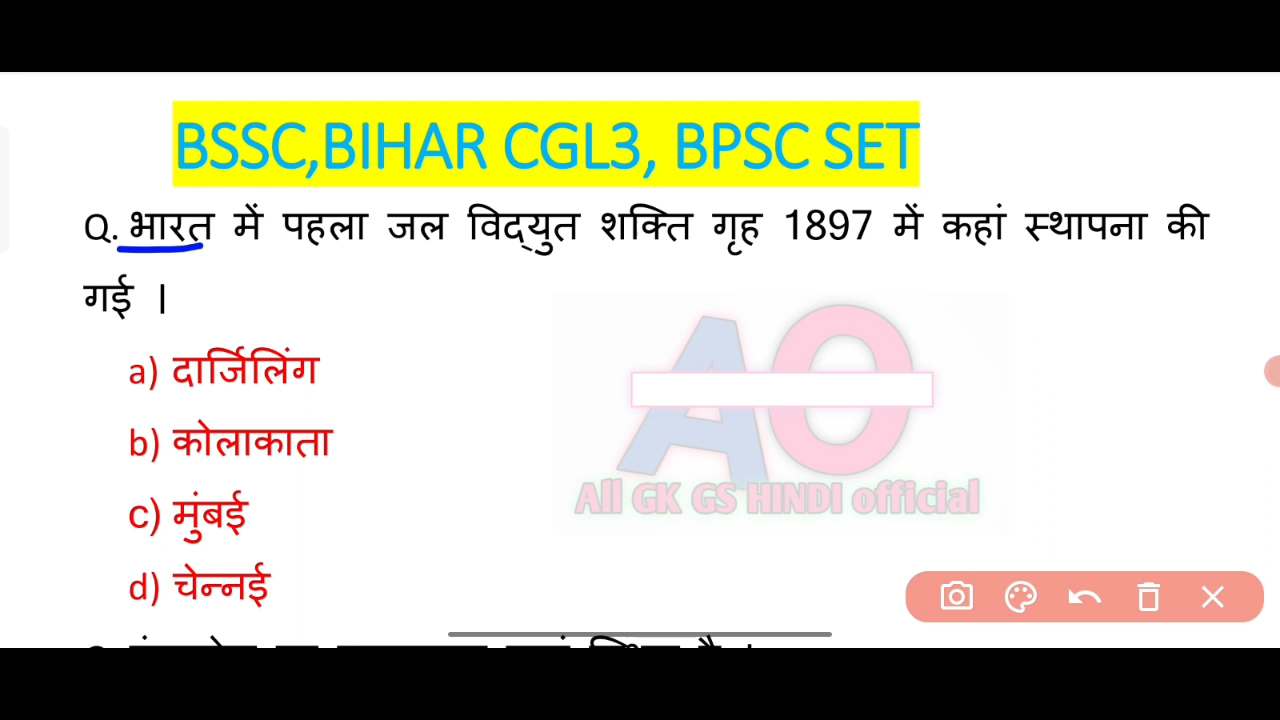 BSSC,BIHAR CGL3, BPSC SET
Q. भारत में पहला जल विद्युत शक्ति गृह 1897 में कहां स्थापना की
गई ।
a) दार्जिलिंग
b) कोलाकाता
c) मुंबई
d) चेन्नई
AO
All GK GS HINDI official